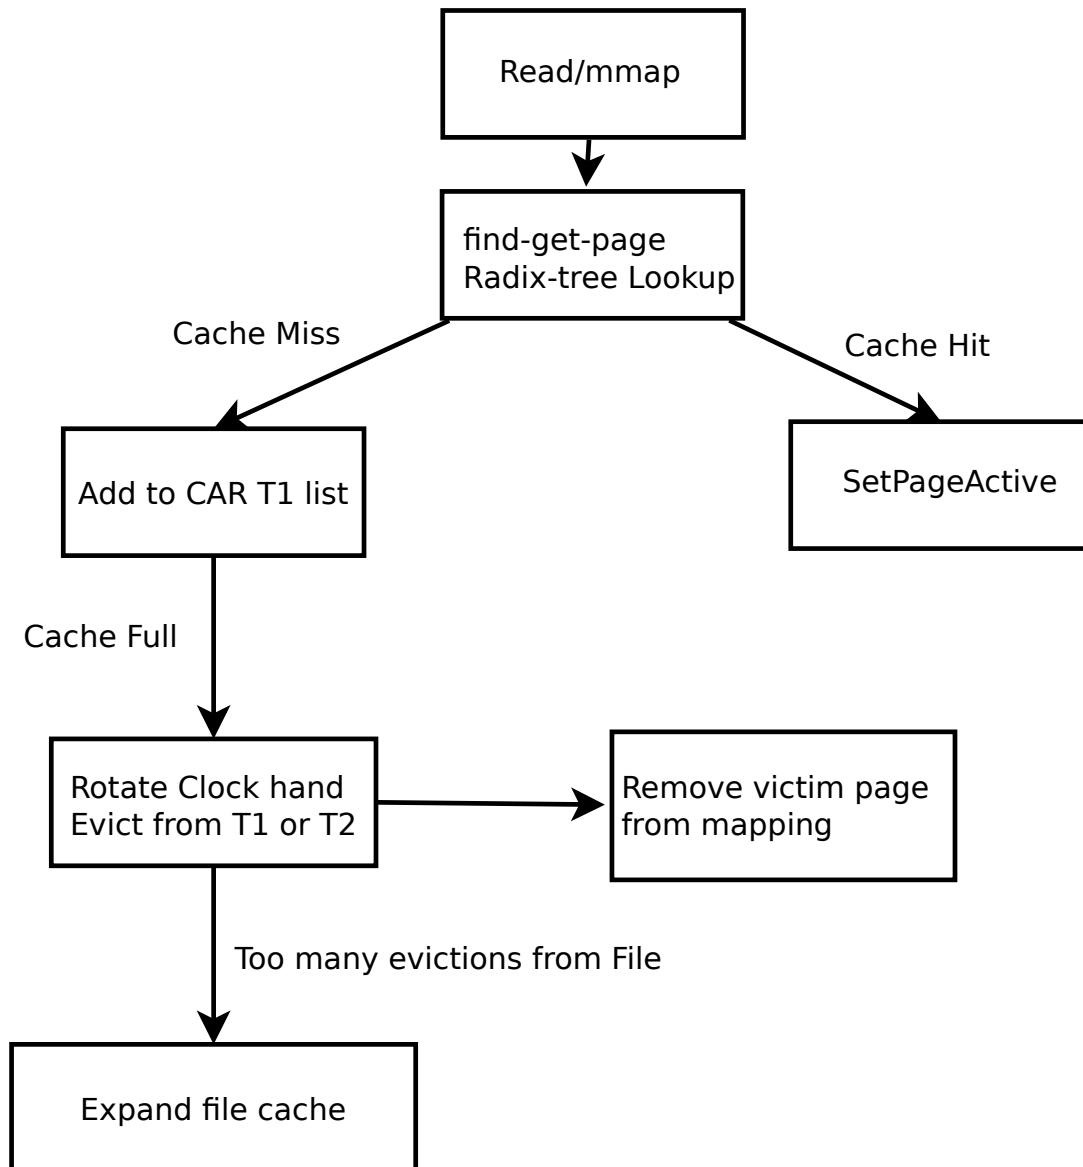 Read/mmap
find-get-page
Radix-tree Lookup
Cache Miss
Cache Hit
Add to CAR T1 list
SetPageActive
Cache Full
Rotate Clock hand
Evict from T1 or T2
Remove victim page
from mapping
Too many evictions from File
Expand file cache